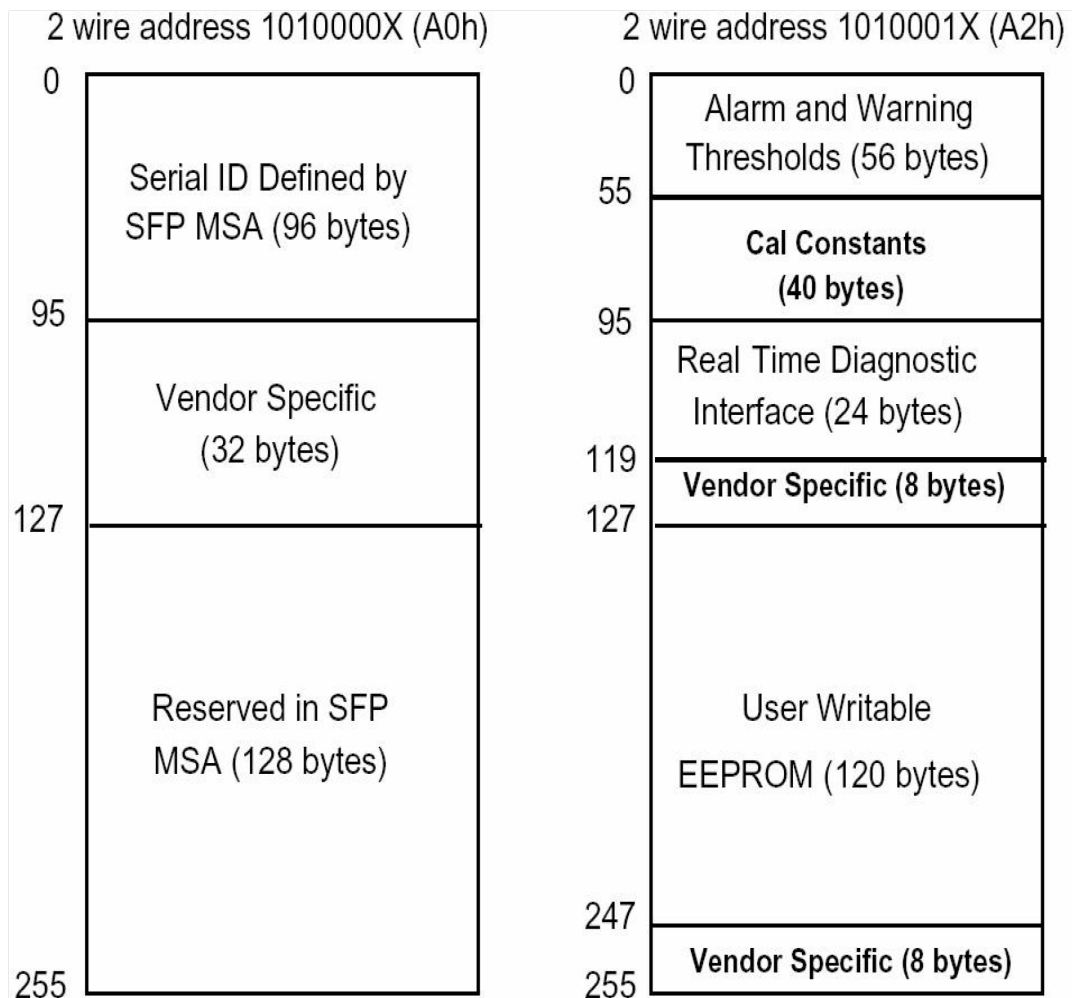 2 wire address 1010000X (A0h)
0
Serial ID Defined by
SFP MSA (96 bytes)
95
Vendor Specific
(32 bytes)
127
Reserved in SFP
MSA (128 bytes)
255
2 wire address 1010001X (A2h)
0
Alarm and Warning
Thresholds (56 bytes)
55
Cal Constants
(40 bytes)
95
Real Time Diagnostic
Interface (24 bytes)
119
Vendor Specific (8 bytes)
127
User Writable
EEPROM (120 bytes)
247
Vendor Specific (8 bytes)
255